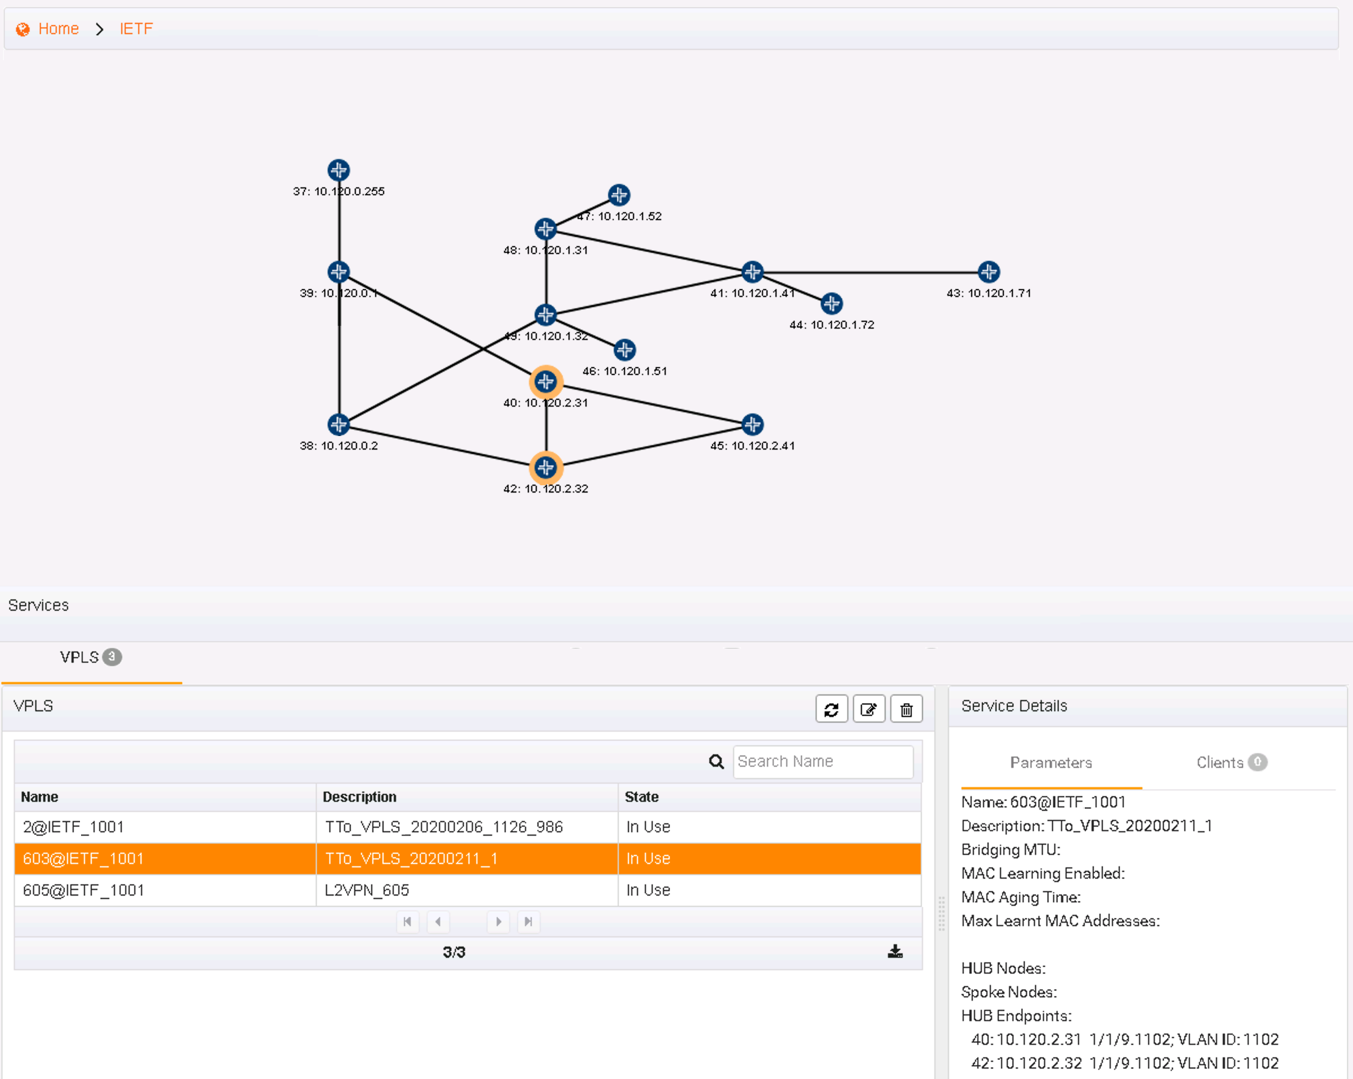 Home > IETF
37: 10.120.0.255
47: 10.120.1.52
48: 10.120.1.31
39: 10.120.0.1
41: 10.120.1.41
43: 10.120.1.71
44: 10.120.1.72
49: 10.120.1.32
46: 10.120.1.51
40: 10.120.2.31
38: 10.120.0.2
45: 10.120.2.41
42: 10.120.2.32
Services
VPLS 3
VPLS
Search Name
Name Description State
2@IETF_1001 TTo_VPLS_20200206_1126_986 In Use
603@IETF_1001 TTo_VPLS_20200211_1 In Use
605@IETF_1001 L2VPN_605 In Use
3/3
Service Details
Parameters Clients 0
Name: 603@IETF_1001
Description: TTo_VPLS_20200211_1
Bridging MTU:
MAC Learning Enabled:
MAC Aging Time:
Max Learnt MAC Addresses:
HUB Nodes:
Spoke Nodes:
HUB Endpoints:
40: 10.120.2.31 1/1/9.1102; VLAN ID: 1102
42: 10.120.2.32 1/1/9.1102; VLAN ID: 1102